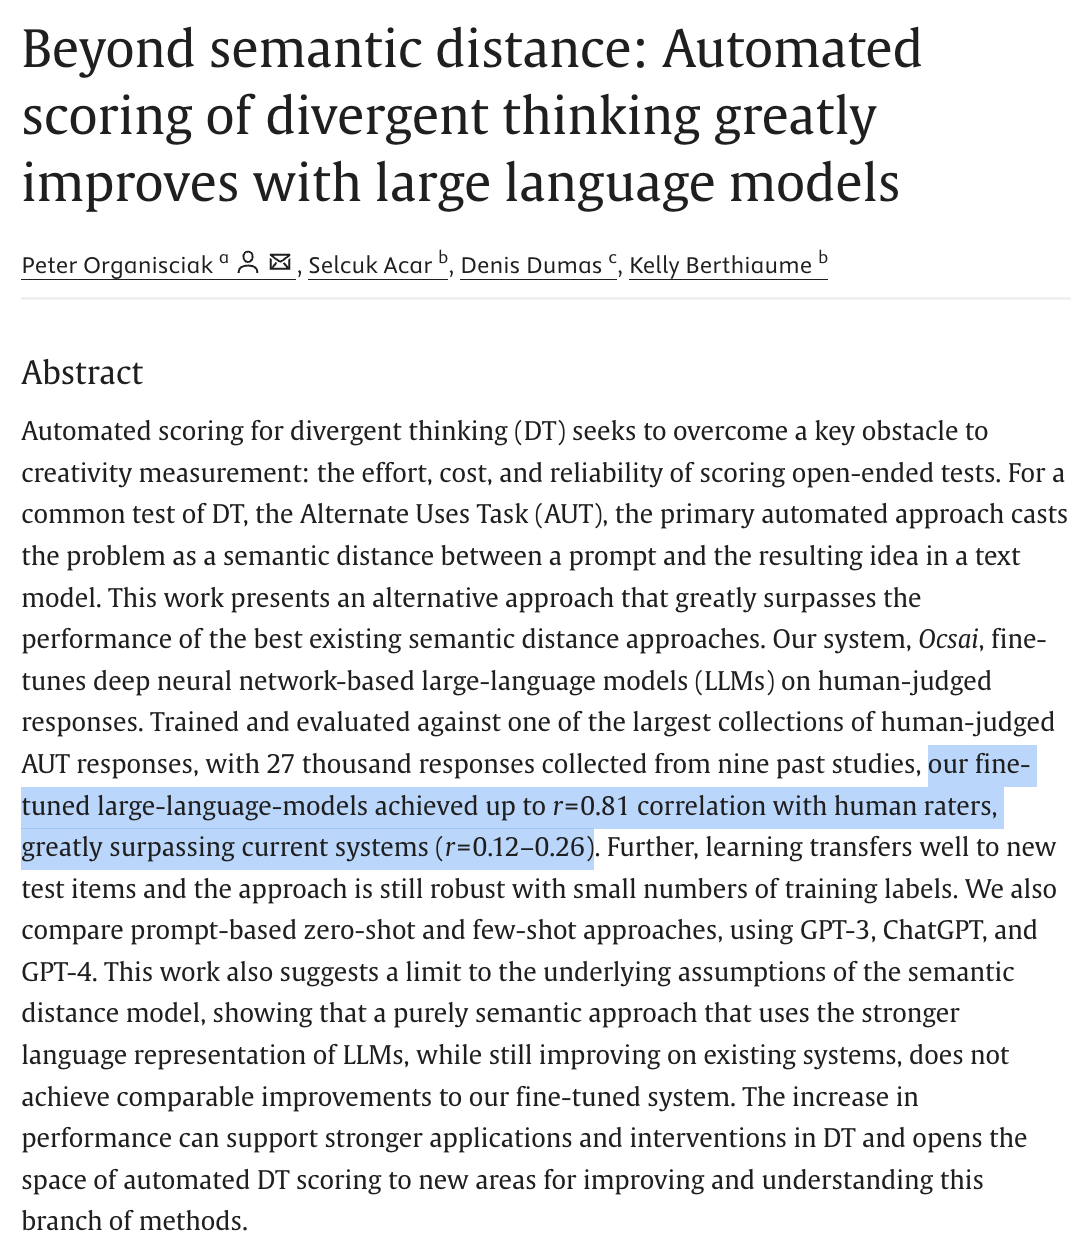 Beyond semantic distance: Automated
scoring of divergent thinking greatly
improves with large language models
Peter Organisciak a, Selcuk Acar b, Denis Dumas c, Kelly Berthiaume b
Abstract
Automated scoring for divergent thinking (DT) seeks to overcome a key obstacle to
creativity measurement: the effort, cost, and reliability of scoring open-ended tests. For a
common test of DT, the Alternate Uses Task (AUT), the primary automated approach casts
the problem as a semantic distance between a prompt and the resulting idea in a text
model. This work presents an alternative approach that greatly surpasses the
performance of the best existing semantic distance approaches. Our system, Ocsai, fine-
tunes deep neural network-based large-language models (LLMs) on human-judged
responses. Trained and evaluated against one of the largest collections of human-judged
AUT responses, with 27 thousand responses collected from nine past studies, our fine-
tuned large-language-models achieved up to r=0.81 correlation with human raters,
greatly surpassing current systems (r=0.12–0.26). Further, learning transfers well to new
test items and the approach is still robust with small numbers of training labels. We also
compare prompt-based zero-shot and few-shot approaches, using GPT-3, ChatGPT, and
GPT-4. This work also suggests a limit to the underlying assumptions of the semantic
distance model, showing that a purely semantic approach that uses the stronger
language representation of LLMs, while still improving on existing systems, does not
achieve comparable improvements to our fine-tuned system. The increase in
performance can support stronger applications and interventions in DT and opens the
space of automated DT scoring to new areas for improving and understanding this
branch of methods.